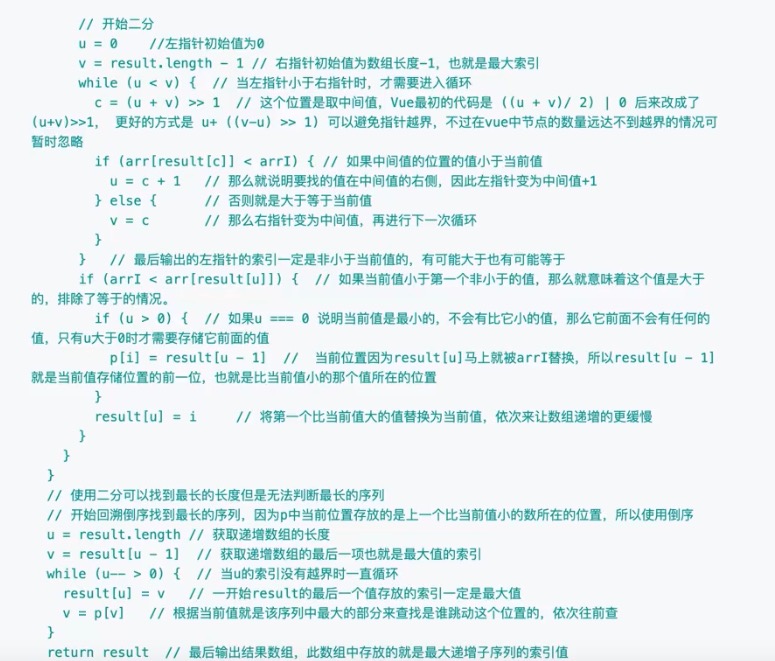 // 开始二分
u = 0    //左指针初始值为0
v = result.length - 1 // 右指针初始值为数组长度-1，也就是最大索引
while (u < v) {  // 当左指针小于右指针时，才需要进入循环
c = (u + v) >> 1  // 这个位置是取中间值，Vue最初的代码是 ((u + v)/ 2) | 0 后来改成了
(u+v)>>1， 更好的方式是 u+ ((v-u) >> 1) 可以避免指针越界，不过在vue中节点的数量远达不到越界的情况可
暂时忽略
if (arr[result[c]] < arrI) { // 如果中间值的位置的值小于当前值
u = c + 1   // 那么就说明要找的值在中间值的右侧，因此左指针变为中间值+1
} else {      // 否则就是大于等于当前值
v = c       // 那么右指针变为中间值，再进行下一次循环
}
}   // 最后输出的左指针的索引一定是非小于当前值的，有可能大于也有可能等于
if (arrI < arr[result[u]]) {  // 如果当前值小于第一个非小于的值，那么就意味着这个值是大于
的，排除了等于的情况。
if (u > 0) {  // 如果u === 0 说明当前值是最小的，不会有比它小的值，那么它前面不会有任何的
值，只有u大于0时才需要存储它前面的值
p[i] = result[u - 1]  //  当前位置因为result[u]马上就被arrI替换，所以result[u - 1]
就是当前值存储位置的前一位，也就是比当前值小的那个值所在的位置
}
result[u] = i     // 将第一个比当前值大的值替换为当前值，依次来让数组递增的更缓慢
}
}
}
// 使用二分可以找到最长的长度但是无法判断最长的序列
// 开始回溯倒序找到最长的序列，因为p中当前位置存放的是上一个比当前值小的数所在的位置，所以使用倒序
u = result.length // 获取递增数组的长度
v = result[u - 1]  // 获取递增数组的最后一项也就是最大值的索引
while (u-- > 0) {  // 当u的索引没有越界时一直循环
result[u] = v   // 一开始result的最后一个值存放的索引一定是最大值
v = p[v]   // 根据当前值就是该序列中最大的部分来查找是谁跳动这个位置的，依次往前查
}
return result  // 最后输出结果数组，此数组中存放的就是最大递增子序列的索引值